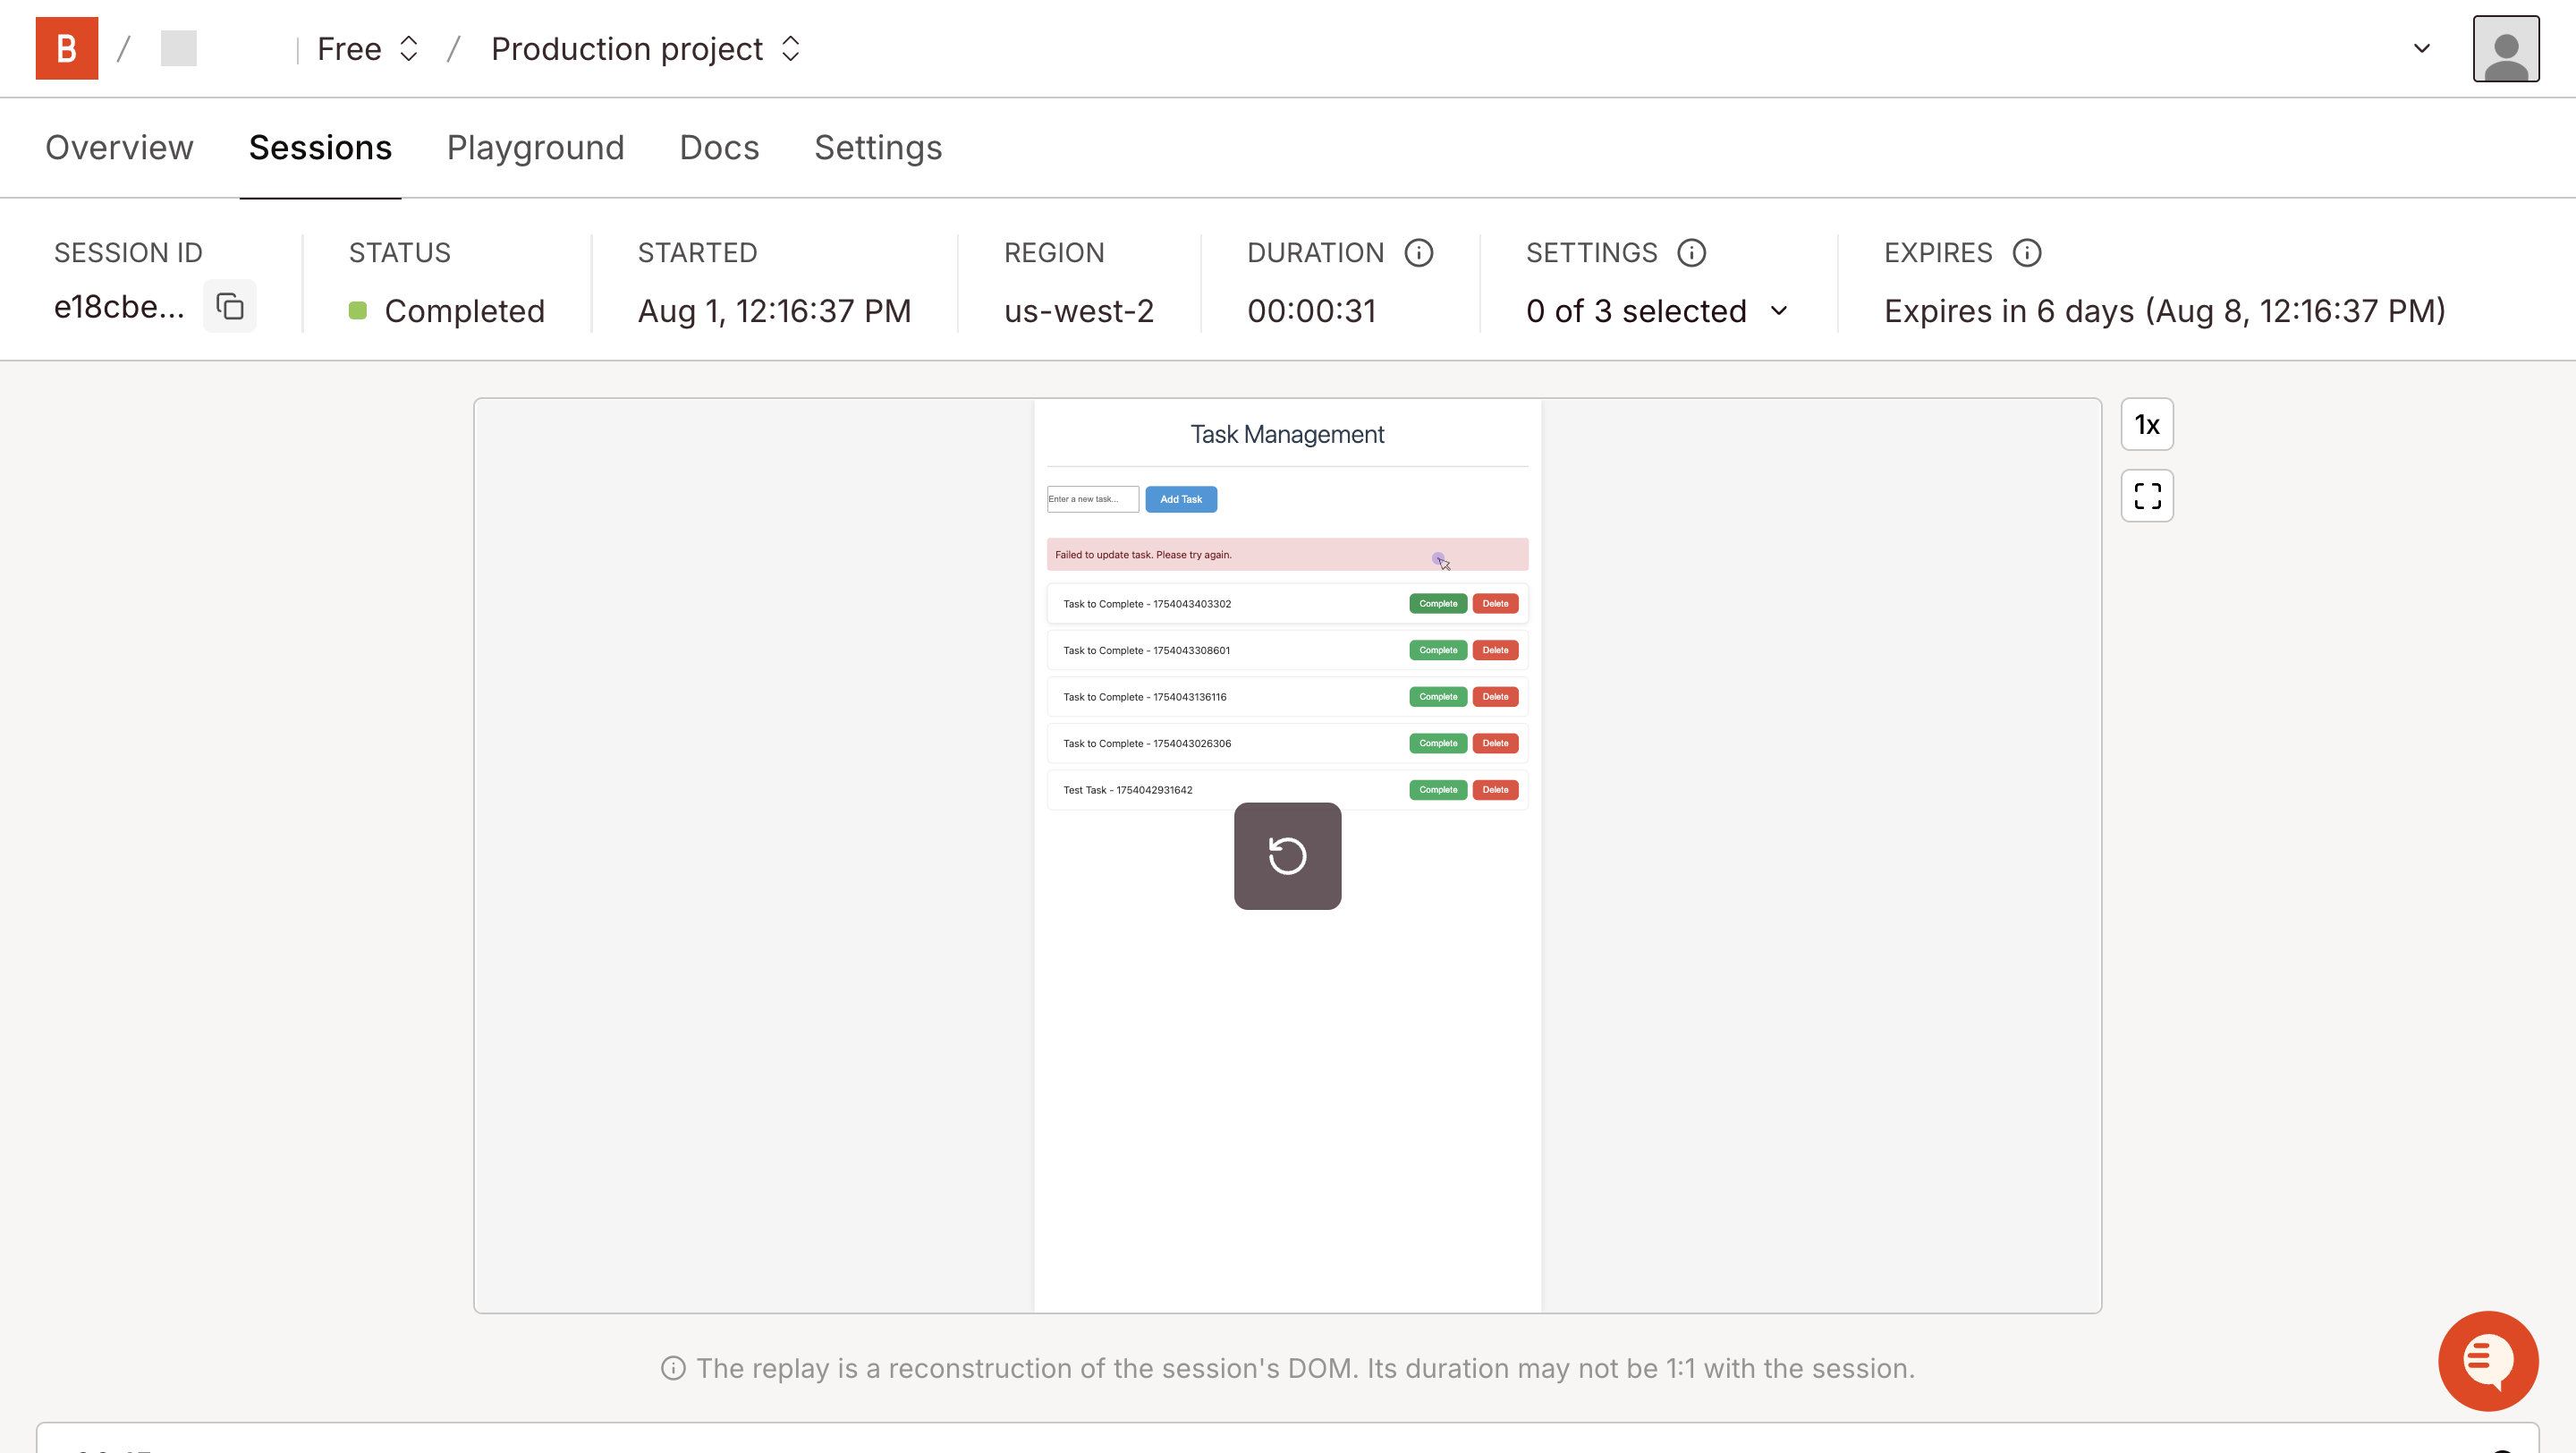 B / Free / Production project
Overview Sessions Playground Docs Settings
SESSION ID STATUS STARTED REGION DURATION SETTINGS EXPIRES
e18cbe... Completed Aug 1, 12:16:37 PM us-west-2 00:00:31 0 of 3 selected Expires in 6 days (Aug 8, 12:16:37 PM)
1x
Task Management
Enter a new task... Add Task
Failed to update task. Please try again.
Task to Complete - 1754043403302 Complete Delete
Task to Complete - 1754043308601 Complete Delete
Task to Complete - 1754043136116 Complete Delete
Task to Complete - 1754043026306 Complete Delete
Test Task - 1754042931642 Complete Delete
The replay is a reconstruction of the session's DOM. Its duration may not be 1:1 with the session.